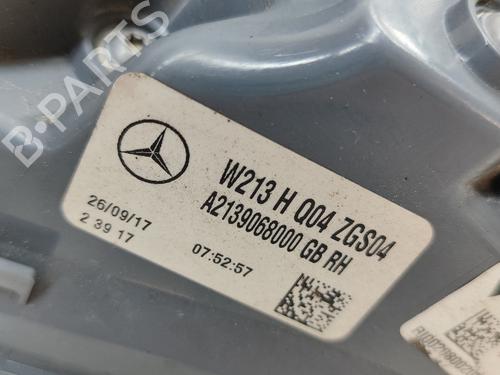 B-PARTS
W213 H Q04 ZGS04
A2139068000 GB RH
26/09/17
2 39 17
07:52:57